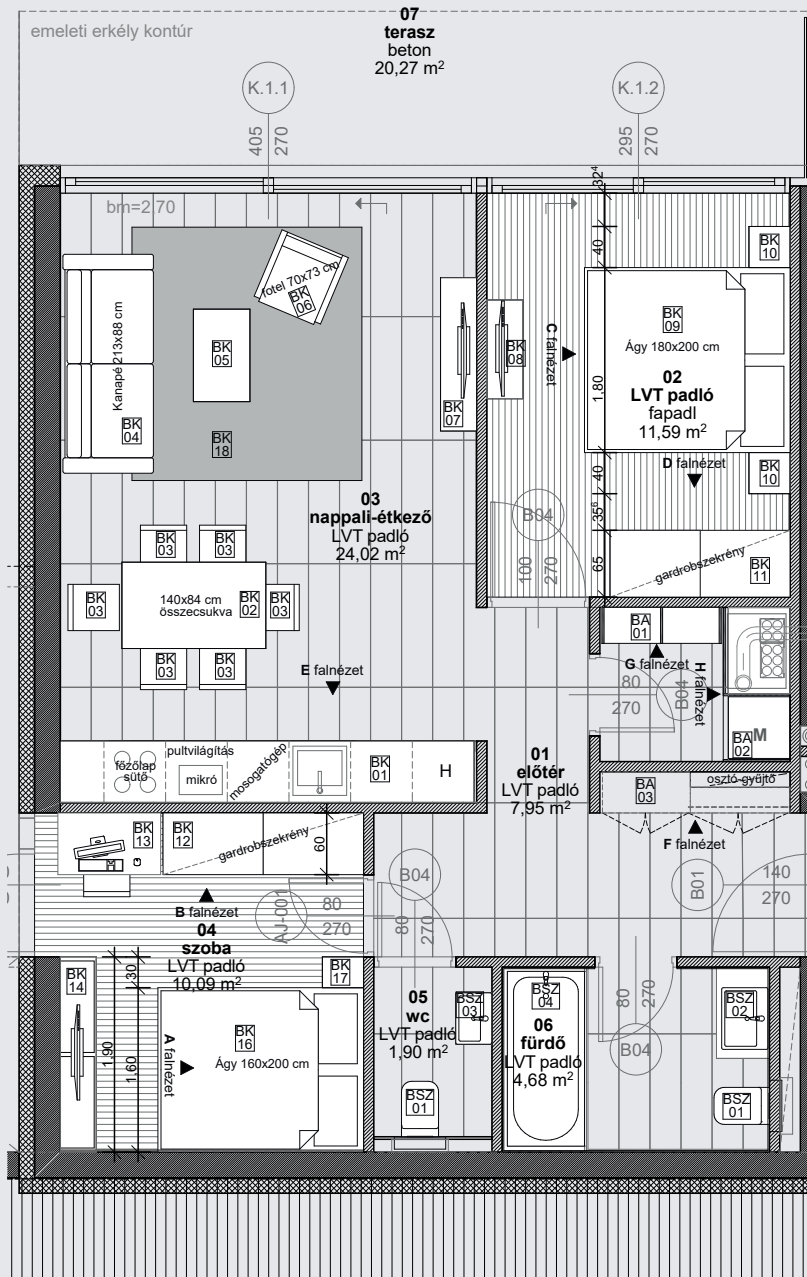 07
terasz
beton
20,27 m²
emeleti erkély kontúr
K.1.1
K.1.2
405
270
295
270
bm=2,70
32⁴
40
BK
10
fotel 70x73 cm
BK
06
Kanapé 213x88 cm
BK
05
BK
04
BK
18
BK
07
BK
08
C falnézet
BK
09
Ágy 180x200 cm
1,80
02
LVT padló
fapadl
11,59 m²
40
D falnézet
BK
10
35⁶
65
03
nappali-étkező
LVT padló
24,02 m²
B04
100
270
gardrobszekrény
BK
11
BK
03
BK
03
BK
03
140x84 cm
összecsukva
BK
02
BK
03
BK
03
BK
03
E falnézet
BA
01
G falnézet
H falnézet
80
270
B04
BA
02
M
főzőlap
sütő
pultvilágítás
mikró
mosogatógép
BK
01
H
01
előtér
LVT padló
7,95 m²
BA
03
osztó-gyűjtő
F falnézet
BK
13
BK
12
gardrobszekrény
60
B04
B falnézet
AJ-001
80
270
80
270
B01
140
270
04
szoba
LVT padló
10,09 m²
BK
14
30
BK
17
1,90
1,60
A falnézet
BK
16
Ágy 160x200 cm
05
wc
LVT padló
1,90 m²
BSZ
03
BSZ
01
BSZ
04
06
fürdő
LVT padló
4,68 m²
80
270
B04
BSZ
02
BSZ
01